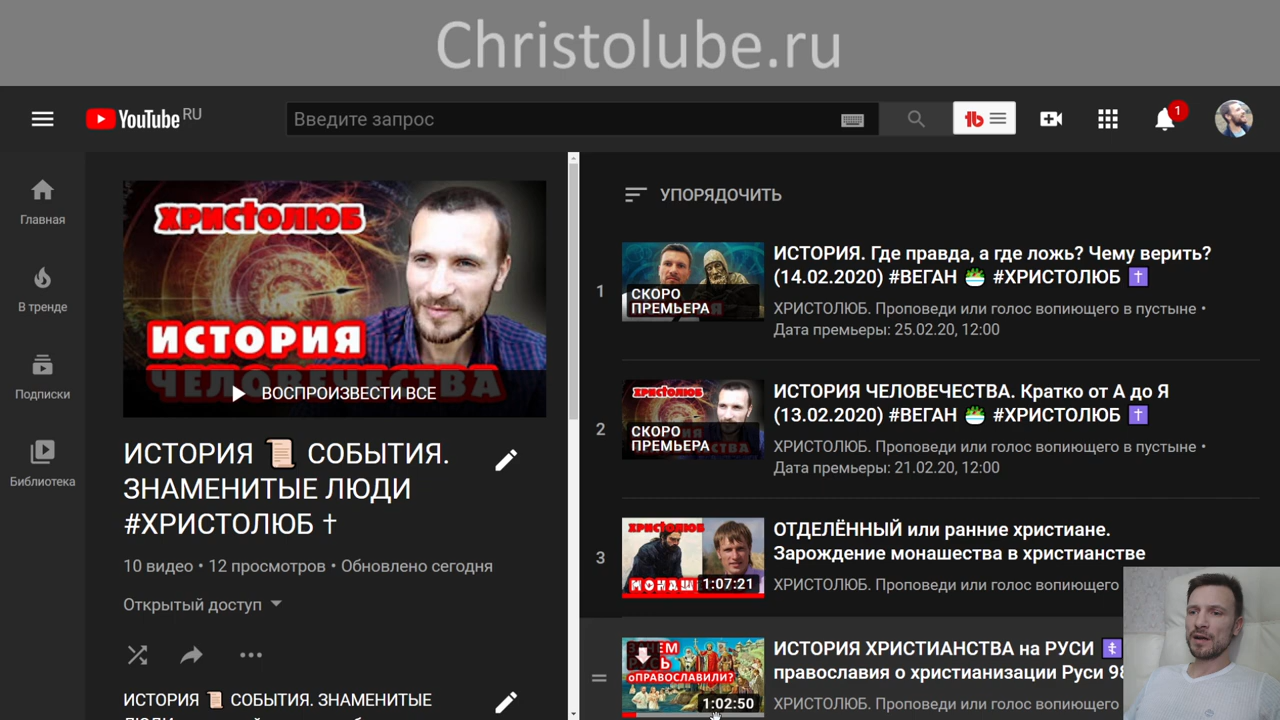 Christolube.ru
YouTube RU
Введите запрос
1
Главная
В тренде
Подписки
Библиотека
ХРИСТОЛЮБ
ИСТОРИЯ
ЧЕЛОВЕЧЕСТВА
ВОСПРОИЗВЕСТИ ВСЕ
ИСТОРИЯ 📜 СОБЫТИЯ.
ЗНАМЕНИТЫЕ ЛЮДИ
#ХРИСТОЛЮБ ✝
10 видео • 12 просмотров • Обновлено сегодня
Открытый доступ
ИСТОРИЯ 📜 СОБЫТИЯ. ЗНАМЕНИТЫЕ
УПОРЯДОЧИТЬ
1
СКОРО
ПРЕМЬЕРА
ИСТОРИЯ. Где правда, а где ложь? Чему верить?
(14.02.2020) #ВЕГАН 🥗 #ХРИСТОЛЮБ ✝️
ХРИСТОЛЮБ. Проповеди или голос вопиющего в пустыне •
Дата премьеры: 25.02.20, 12:00
2
ХРИСТОЛЮБ
СКОРО
ПРЕМЬЕРА
ИСТОРИЯ ЧЕЛОВЕЧЕСТВА. Кратко от А до Я
(13.02.2020) #ВЕГАН 🥗 #ХРИСТОЛЮБ ✝️
ХРИСТОЛЮБ. Проповеди или голос вопиющего в пустыне •
Дата премьеры: 21.02.20, 12:00
3
ХРИСТОЛЮБ
1:07:21
ОТДЕЛЁННЫЙ или ранние христиане.
Зарождение монашества в христианстве
ХРИСТОЛЮБ. Проповеди или голос вопиющего
РУСЬ
оПРАВОСЛАВИЛИ?
1:02:50
ИСТОРИЯ ХРИСТИАНСТВА на РУСИ ☦️
православия о христианизации Руси 98
ХРИСТОЛЮБ. Проповеди или голос вопиющего